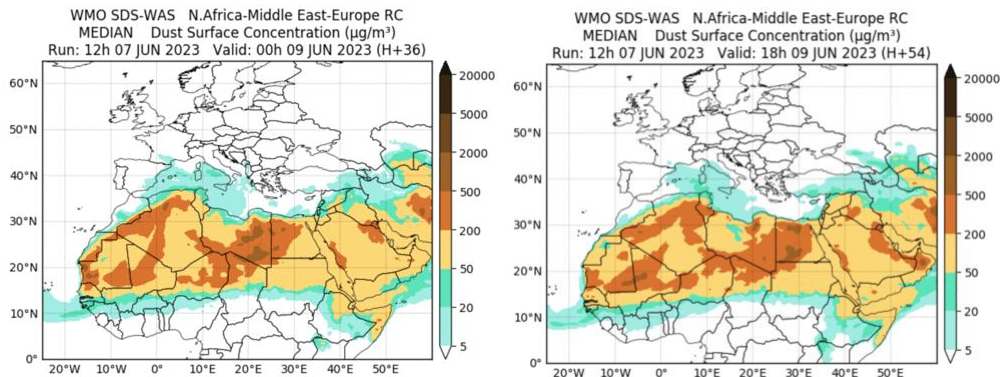 WMO SDS-WAS   N.Africa-Middle East-Europe RC
MEDIAN    Dust Surface Concentration (µg/m³)
Run: 12h 07 JUN 2023   Valid: 00h 09 JUN 2023 (H+36)
60°N
50°N
40°N
30°N
20°N
10°N
0°
20°W
10°W
0°
10°E
20°E
30°E
40°E
50°E
20000
5000
2000
500
200
50
20
5
WMO SDS-WAS   N.Africa-Middle East-Europe RC
MEDIAN    Dust Surface Concentration (µg/m³)
Run: 12h 07 JUN 2023   Valid: 18h 09 JUN 2023 (H+54)
60°N
50°N
40°N
30°N
20°N
10°N
0°
20°W
10°W
0°
10°E
20°E
30°E
40°E
50°E
20000
5000
2000
500
200
50
20
5